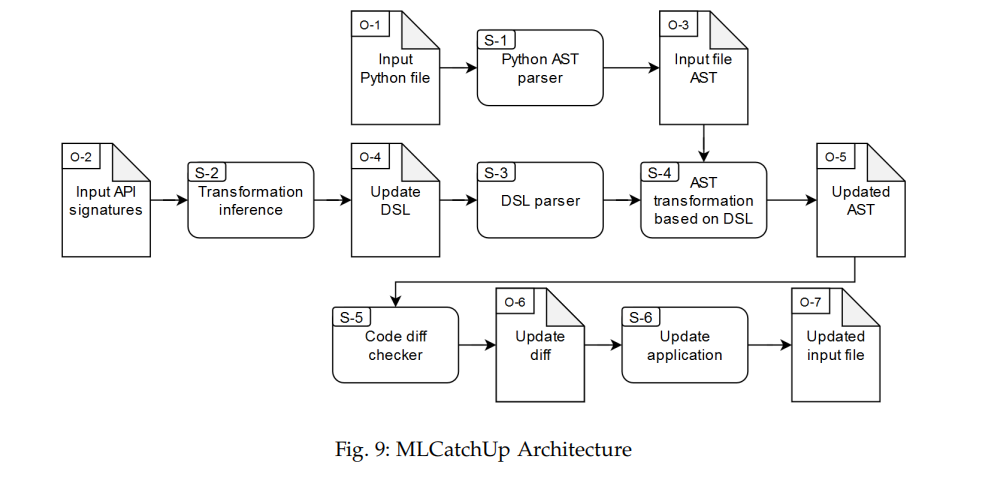 O-1
Input
Python file
S-1
Python AST
parser
O-3
Input file
AST
O-2
Input API
signatures
S-2
Transformation
inference
O-4
Update
DSL
S-3
DSL parser
S-4
AST
transformation
based on DSL
O-5
Updated
AST
S-5
Code diff
checker
O-6
Update
diff
S-6
Update
application
O-7
Updated
input file
Fig. 9: MLCatchUp Architecture